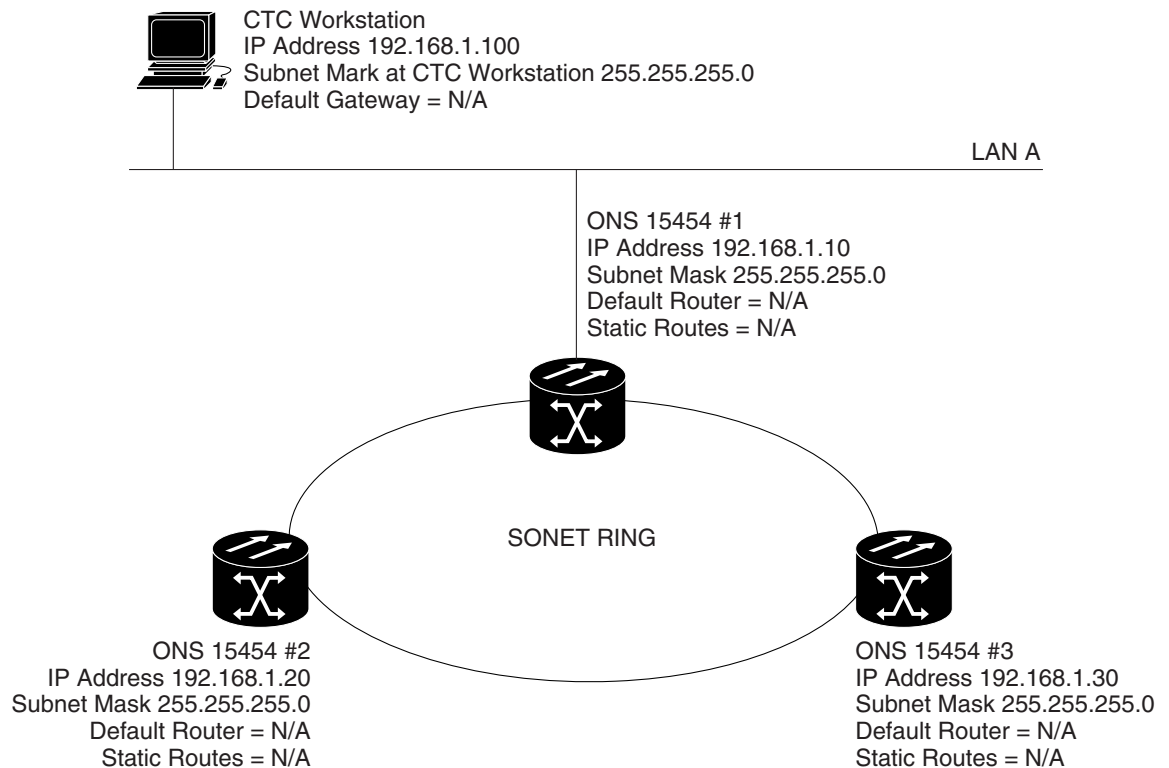 CTC Workstation
IP Address 192.168.1.100
Subnet Mark at CTC Workstation 255.255.255.0
Default Gateway = N/A
LAN A
ONS 15454 #1
IP Address 192.168.1.10
Subnet Mask 255.255.255.0
Default Router = N/A
Static Routes = N/A
SONET RING
ONS 15454 #2
IP Address 192.168.1.20
Subnet Mask 255.255.255.0
Default Router = N/A
Static Routes = N/A
ONS 15454 #3
IP Address 192.168.1.30
Subnet Mask 255.255.255.0
Default Router = N/A
Static Routes = N/A